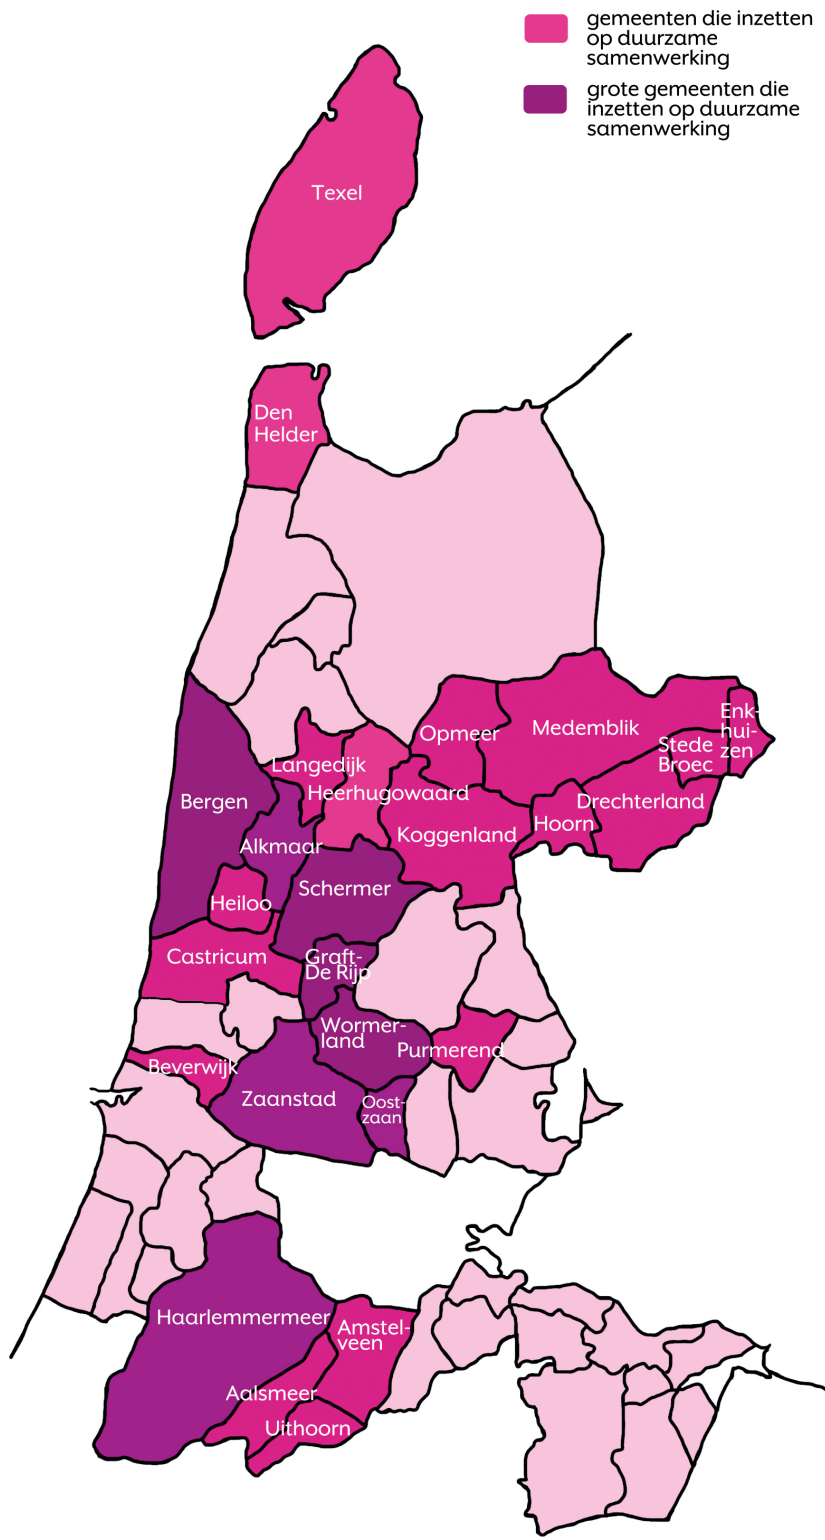 gemeenten die inzetten
op duurzame
samenwerking
grote gemeenten die
inzetten op duurzame
samenwerking
Texel
Den
Helder
Opmeer
Medemblik
Enk-
hui-
zen
Stede
Broec
Langedijk
Heerhugowaard
Bergen
Drechterland
Hoorn
Koggenland
Alkmaar
Schermer
Heiloo
Castricum
Graft-
De Rijp
Wormer-
land
Purmerend
Beverwijk
Zaanstad
Oost-
zaan
Haarlemmermeer
Amstel-
veen
Aalsmeer
Uithoorn